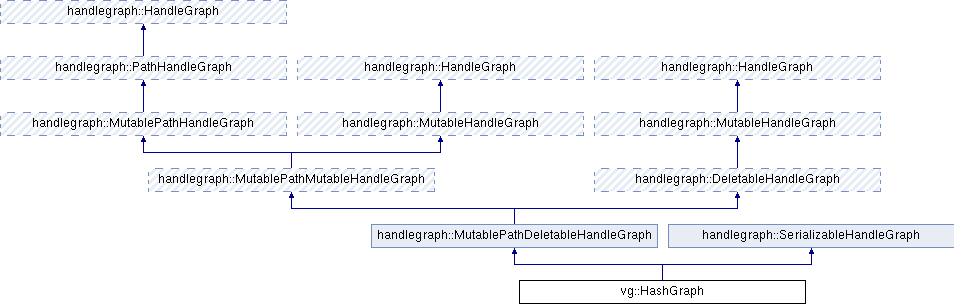 handlegraph::HandleGraph
handlegraph::PathHandleGraph
handlegraph::HandleGraph
handlegraph::HandleGraph
handlegraph::MutablePathHandleGraph
handlegraph::MutableHandleGraph
handlegraph::MutableHandleGraph
handlegraph::MutablePathMutableHandleGraph
handlegraph::DeletableHandleGraph
handlegraph::MutablePathDeletableHandleGraph
handlegraph::SerializableHandleGraph
vg::HashGraph